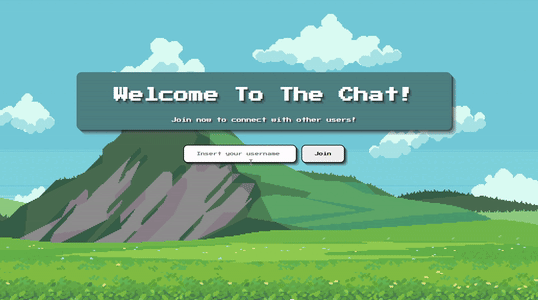 Welcome To The Chat!
Join now to connect with other users!
Insert your username
Join